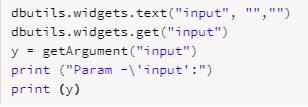 dbutils.widgets.text("input", "","")
dbutils.widgets.get("input")
y = getArgument("input")
print ("Param -\'input':")
print (y)